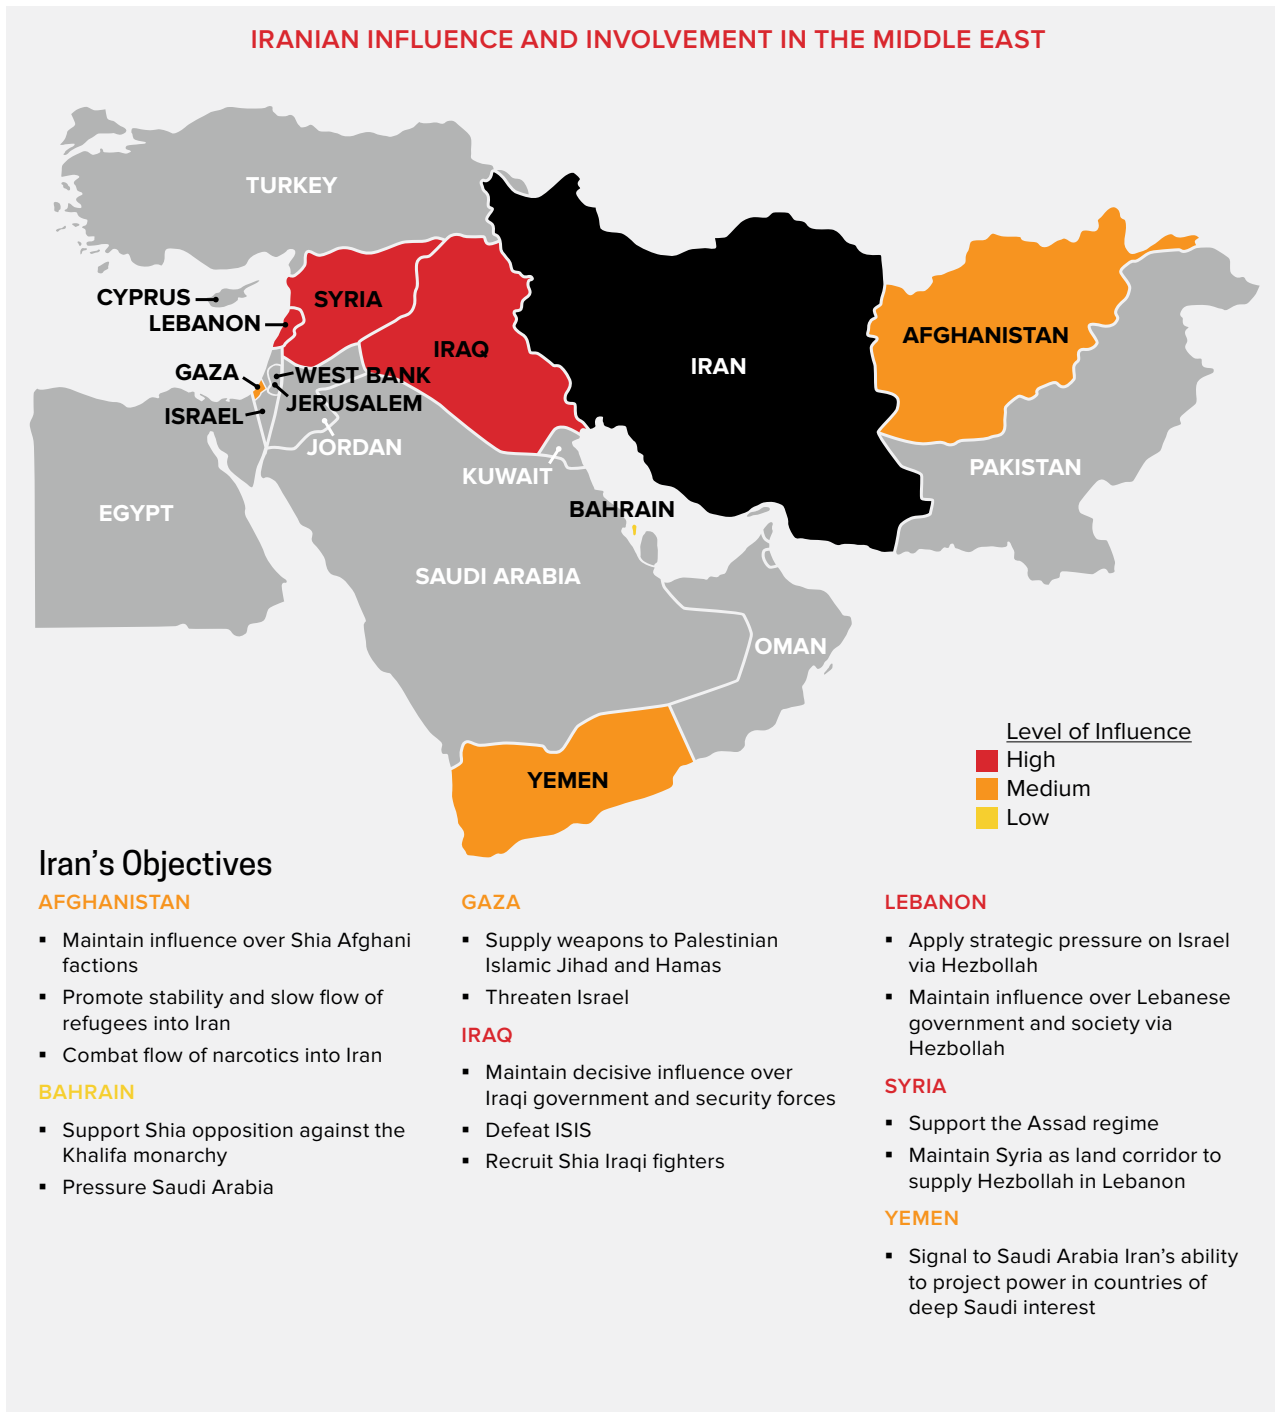 IRANIAN INFLUENCE AND INVOLVEMENT IN THE MIDDLE EAST
TURKEY
CYPRUS
SYRIA
LEBANON
AFGHANISTAN
IRAQ
IRAN
GAZA
WEST BANK
JERUSALEM
ISRAEL
JORDAN
KUWAIT
PAKISTAN
EGYPT
BAHRAIN
SAUDI ARABIA
OMAN
YEMEN
Level of Influence
High
Medium
Low
Iran’s Objectives
AFGHANISTAN
▪ Maintain influence over Shia Afghani
factions
▪ Promote stability and slow flow of
refugees into Iran
▪ Combat flow of narcotics into Iran
BAHRAIN
▪ Support Shia opposition against the
Khalifa monarchy
▪ Pressure Saudi Arabia
GAZA
▪ Supply weapons to Palestinian
Islamic Jihad and Hamas
▪ Threaten Israel
IRAQ
▪ Maintain decisive influence over
Iraqi government and security forces
▪ Defeat ISIS
▪ Recruit Shia Iraqi fighters
LEBANON
▪ Apply strategic pressure on Israel
via Hezbollah
▪ Maintain influence over Lebanese
government and society via
Hezbollah
SYRIA
▪ Support the Assad regime
▪ Maintain Syria as land corridor to
supply Hezbollah in Lebanon
YEMEN
▪ Signal to Saudi Arabia Iran’s ability
to project power in countries of
deep Saudi interest